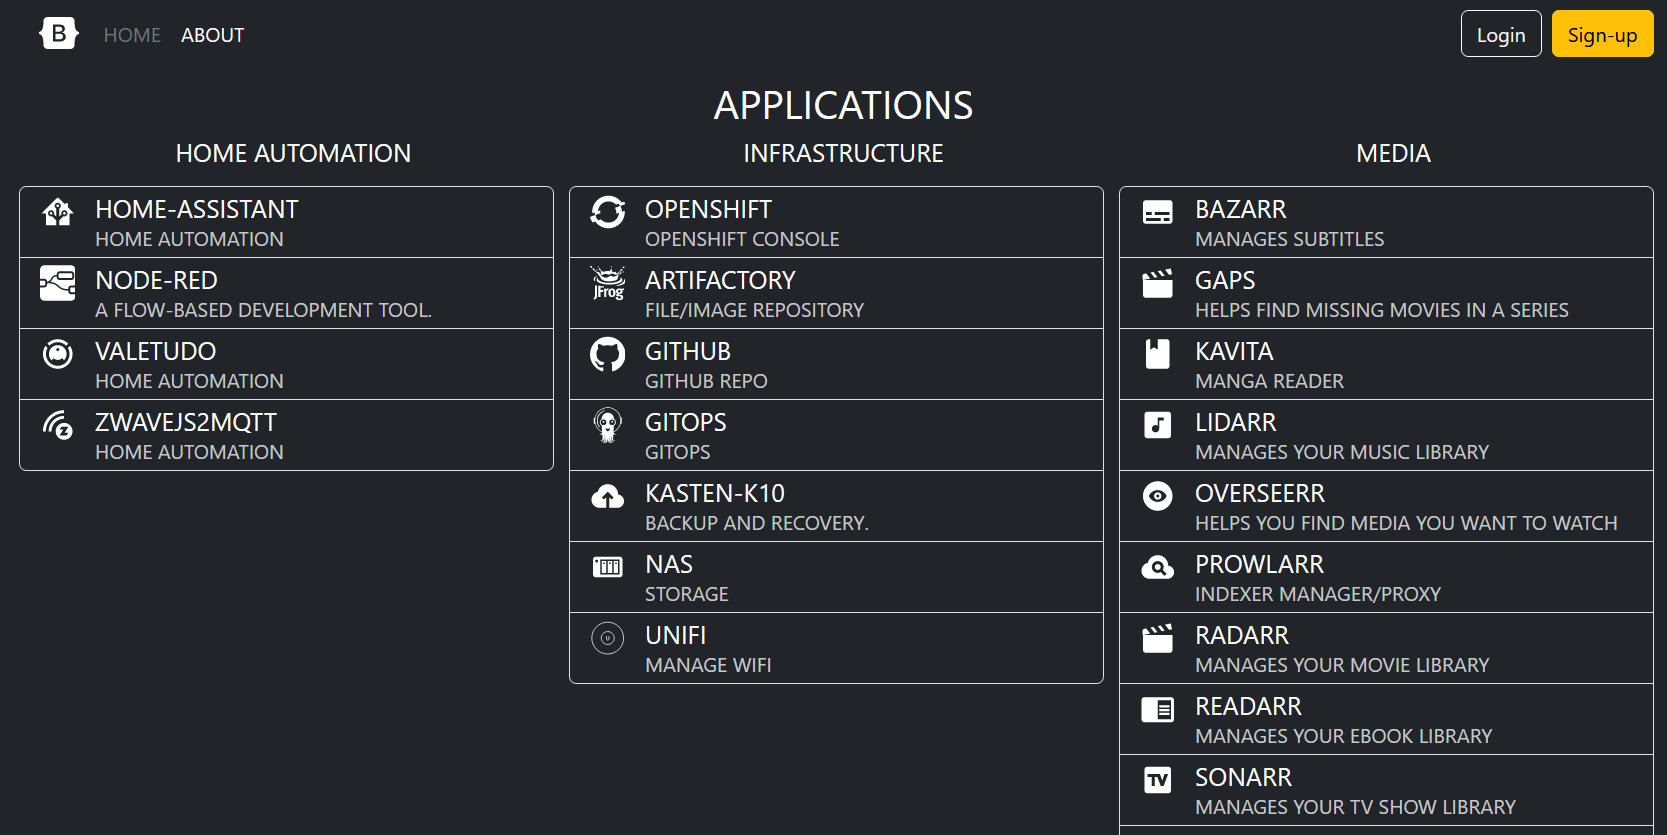 B HOME ABOUT Login Sign-up
APPLICATIONS
HOME AUTOMATION
HOME-ASSISTANT
HOME AUTOMATION
NODE-RED
A FLOW-BASED DEVELOPMENT TOOL.
VALETUDO
HOME AUTOMATION
Z
ZWAVEJS2MQTT
HOME AUTOMATION
INFRASTRUCTURE
OPENSHIFT
OPENSHIFT CONSOLE
JFrog
ARTIFACTORY
FILE/IMAGE REPOSITORY
GITHUB
GITHUB REPO
GITOPS
GITOPS
KASTEN-K10
BACKUP AND RECOVERY.
NAS
STORAGE
U
UNIFI
MANAGE WIFI
MEDIA
BAZARR
MANAGES SUBTITLES
GAPS
HELPS FIND MISSING MOVIES IN A SERIES
KAVITA
MANGA READER
LIDARR
MANAGES YOUR MUSIC LIBRARY
OVERSEERR
HELPS YOU FIND MEDIA YOU WANT TO WATCH
PROWLARR
INDEXER MANAGER/PROXY
RADARR
MANAGES YOUR MOVIE LIBRARY
READARR
MANAGES YOUR EBOOK LIBRARY
TV
SONARR
MANAGES YOUR TV SHOW LIBRARY